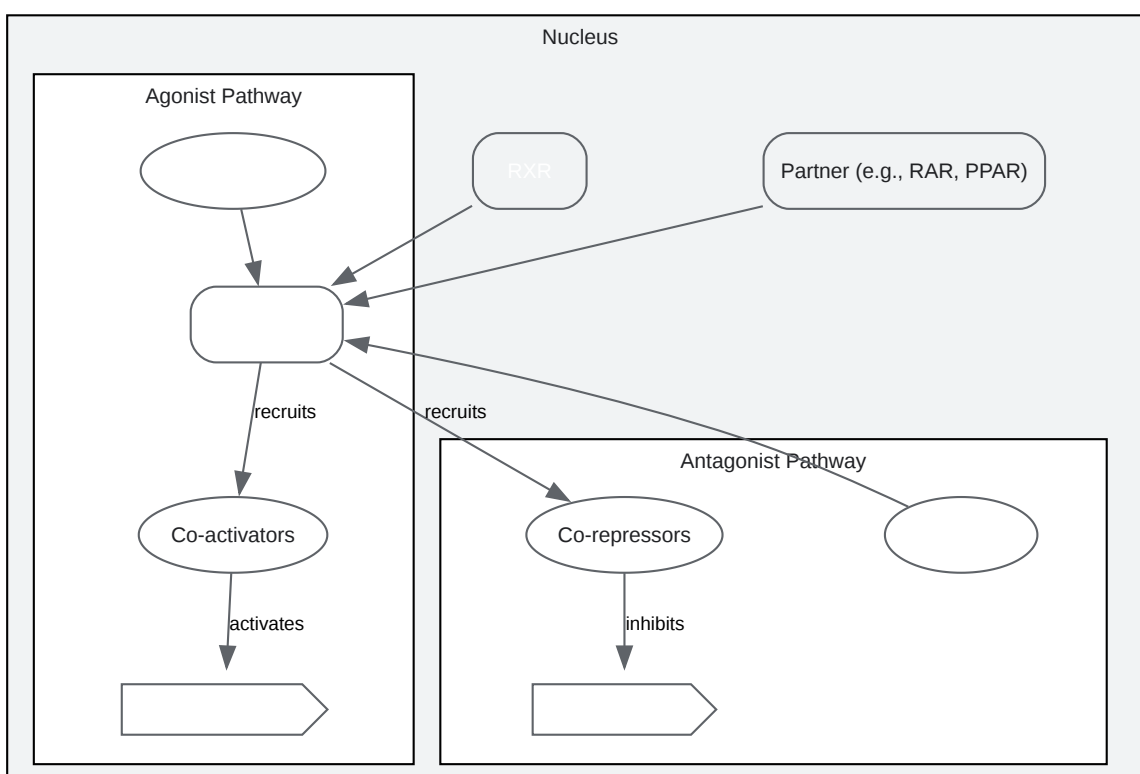 Nucleus
Agonist Pathway
RXR
Partner (e.g., RAR, PPAR)
recruits
recruits
Antagonist Pathway
Co-activators
Co-repressors
activates
inhibits